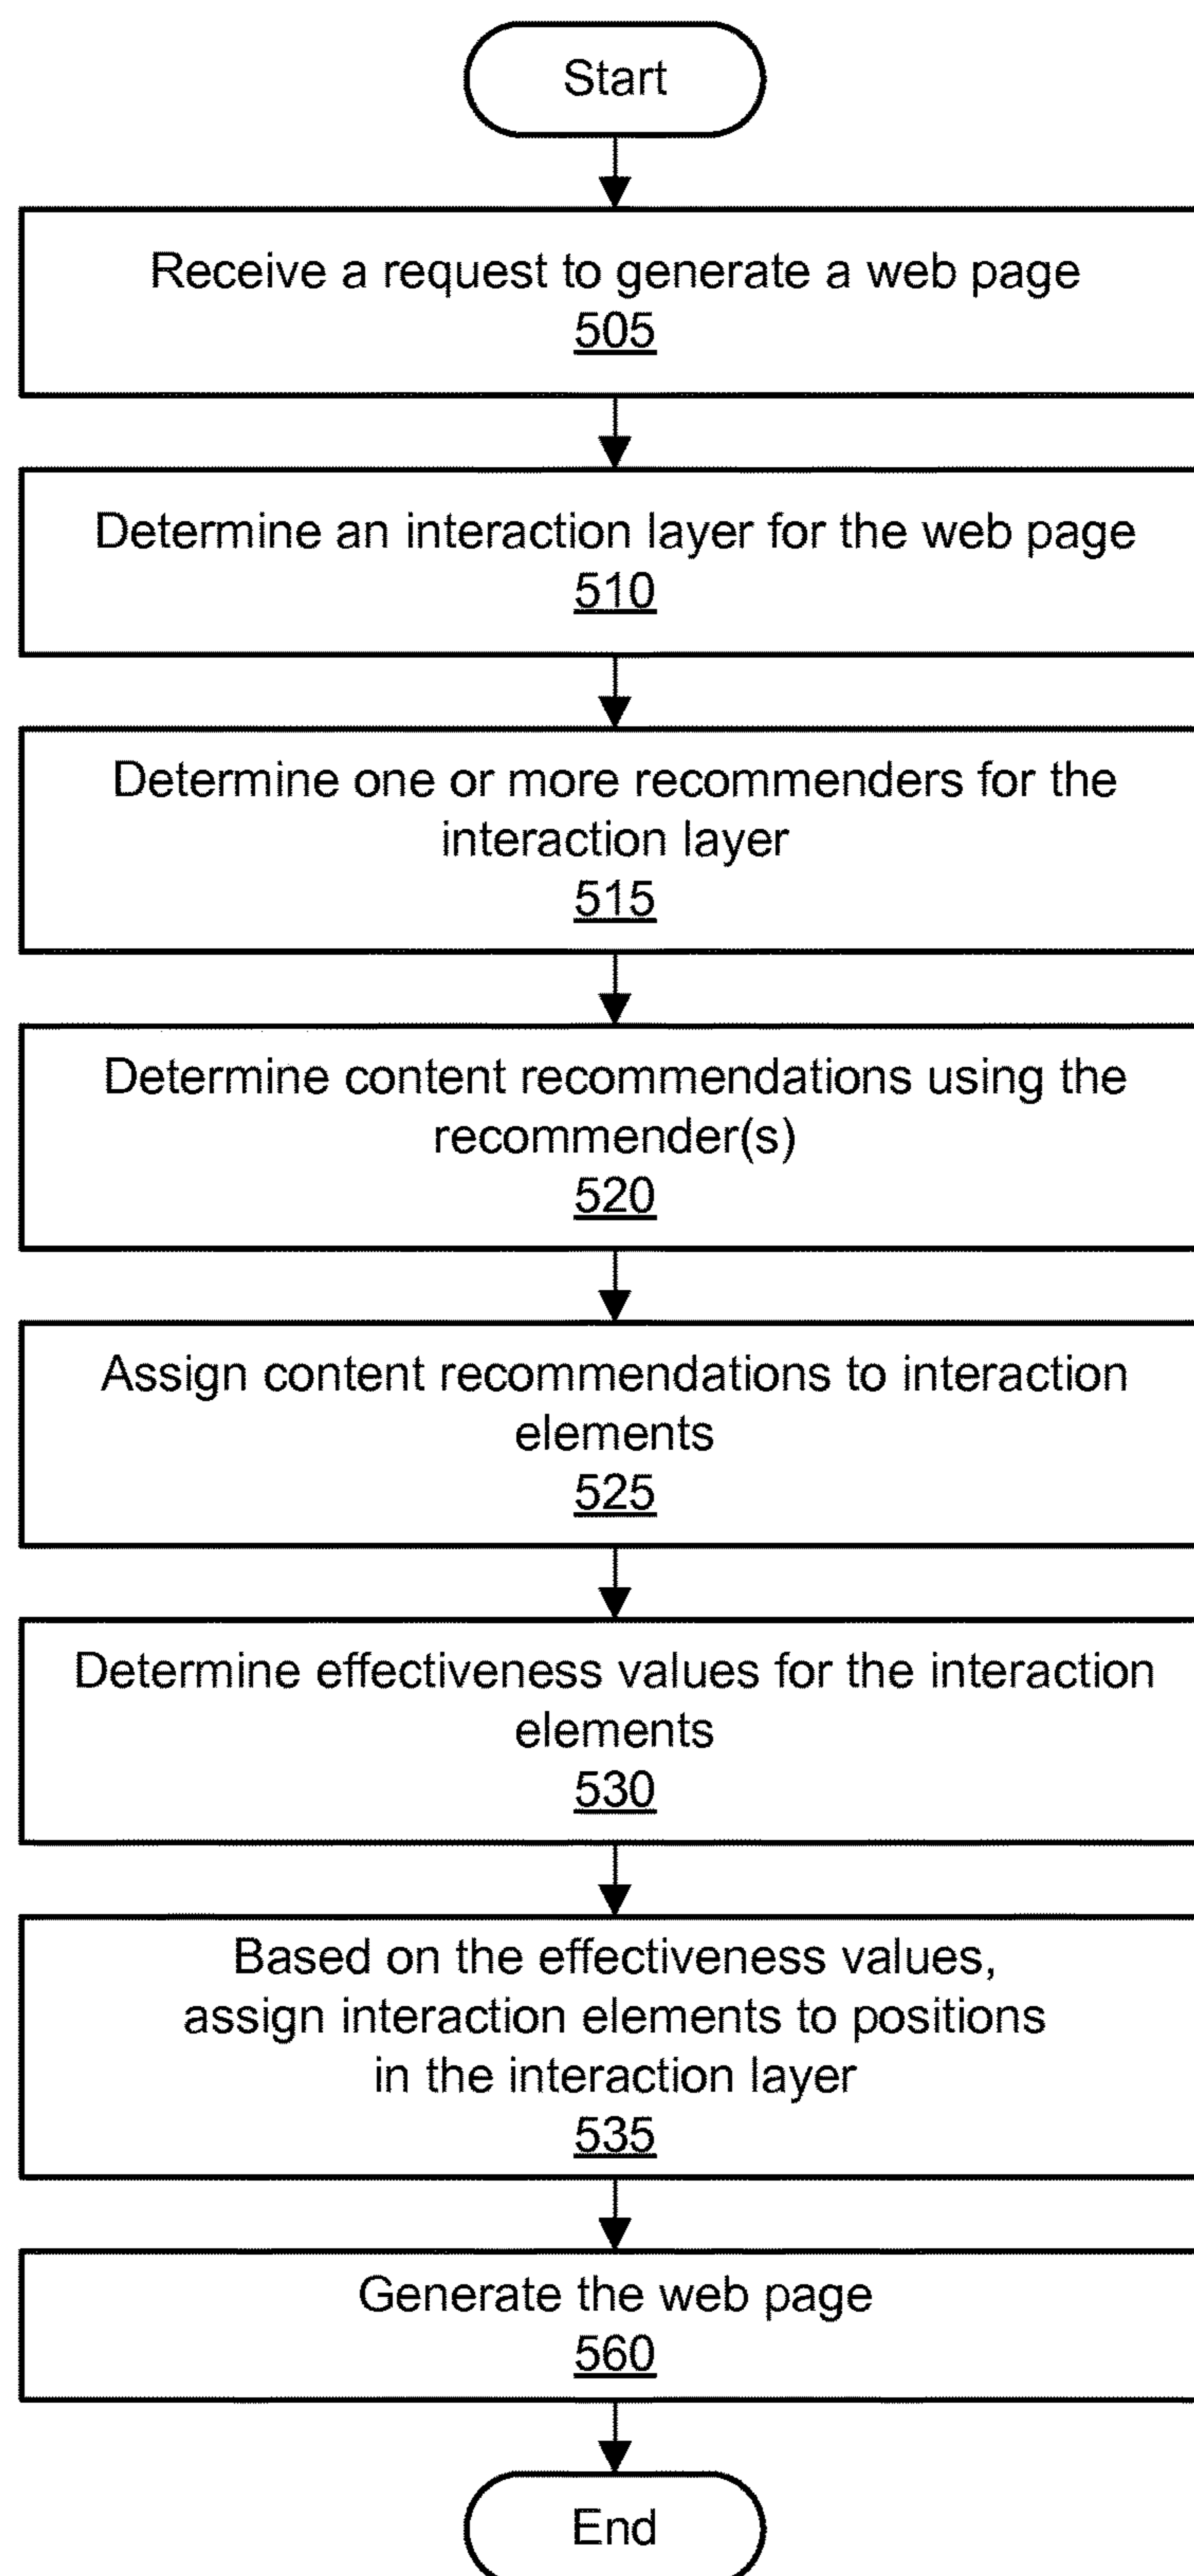 Start
Receive a request to generate a web page
505
Determine an interaction layer for the web page
510
Determine one or more recommenders for the
interaction layer
515
Determine content recommendations using the
recommender(s)
520
Assign content recommendations to interaction
elements
525
Determine effectiveness values for the interaction
elements
530
Based on the effectiveness values,
assign interaction elements to positions
in the interaction layer
535
Generate the web page
560
End